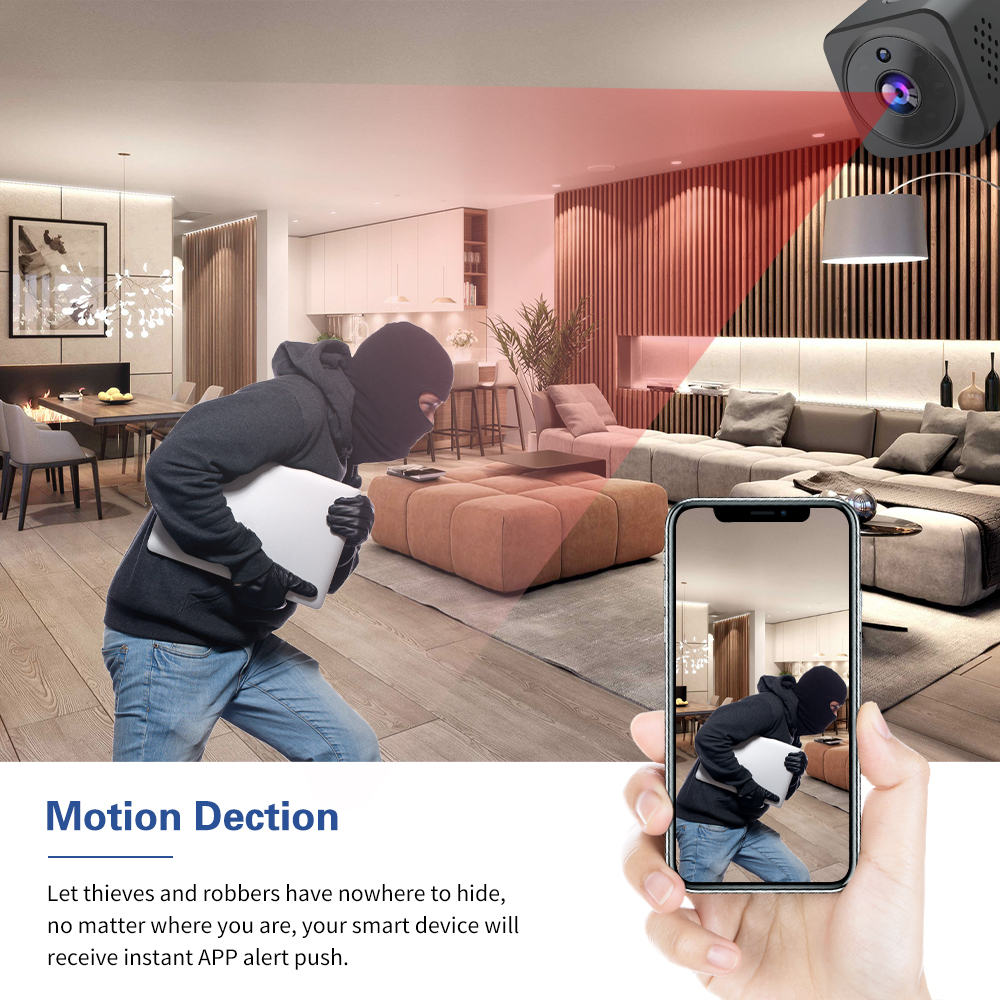 Motion Dection
Let thieves and robbers have nowhere to hide,
no matter where you are, your smart device will
receive instant APP alert push.